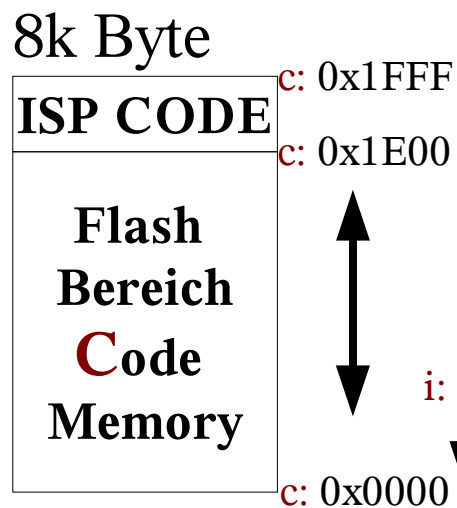 8k Byte
c: 0x1FFF
ISP CODE
c: 0x1E00
Flash
Bereich
Code
i:
Memory
c: 0x0000